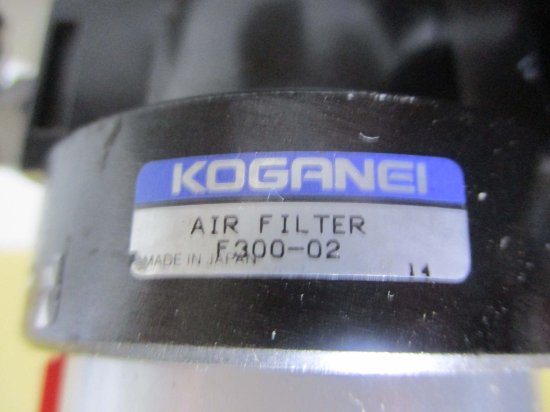 KOGANEI
AIR FILTER
F300-02
MADE IN JAPAN
14